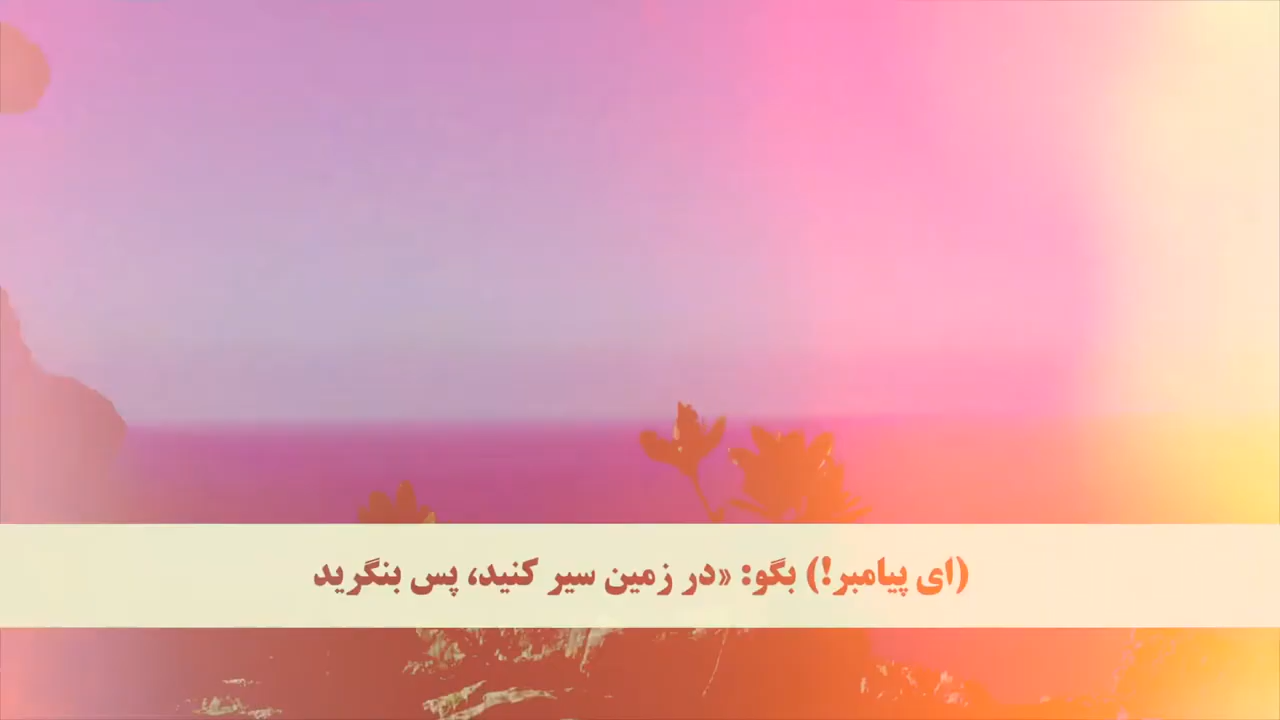 (ای پیامبر!) بگو: «در زمین سیر کنید، پس بنگرید